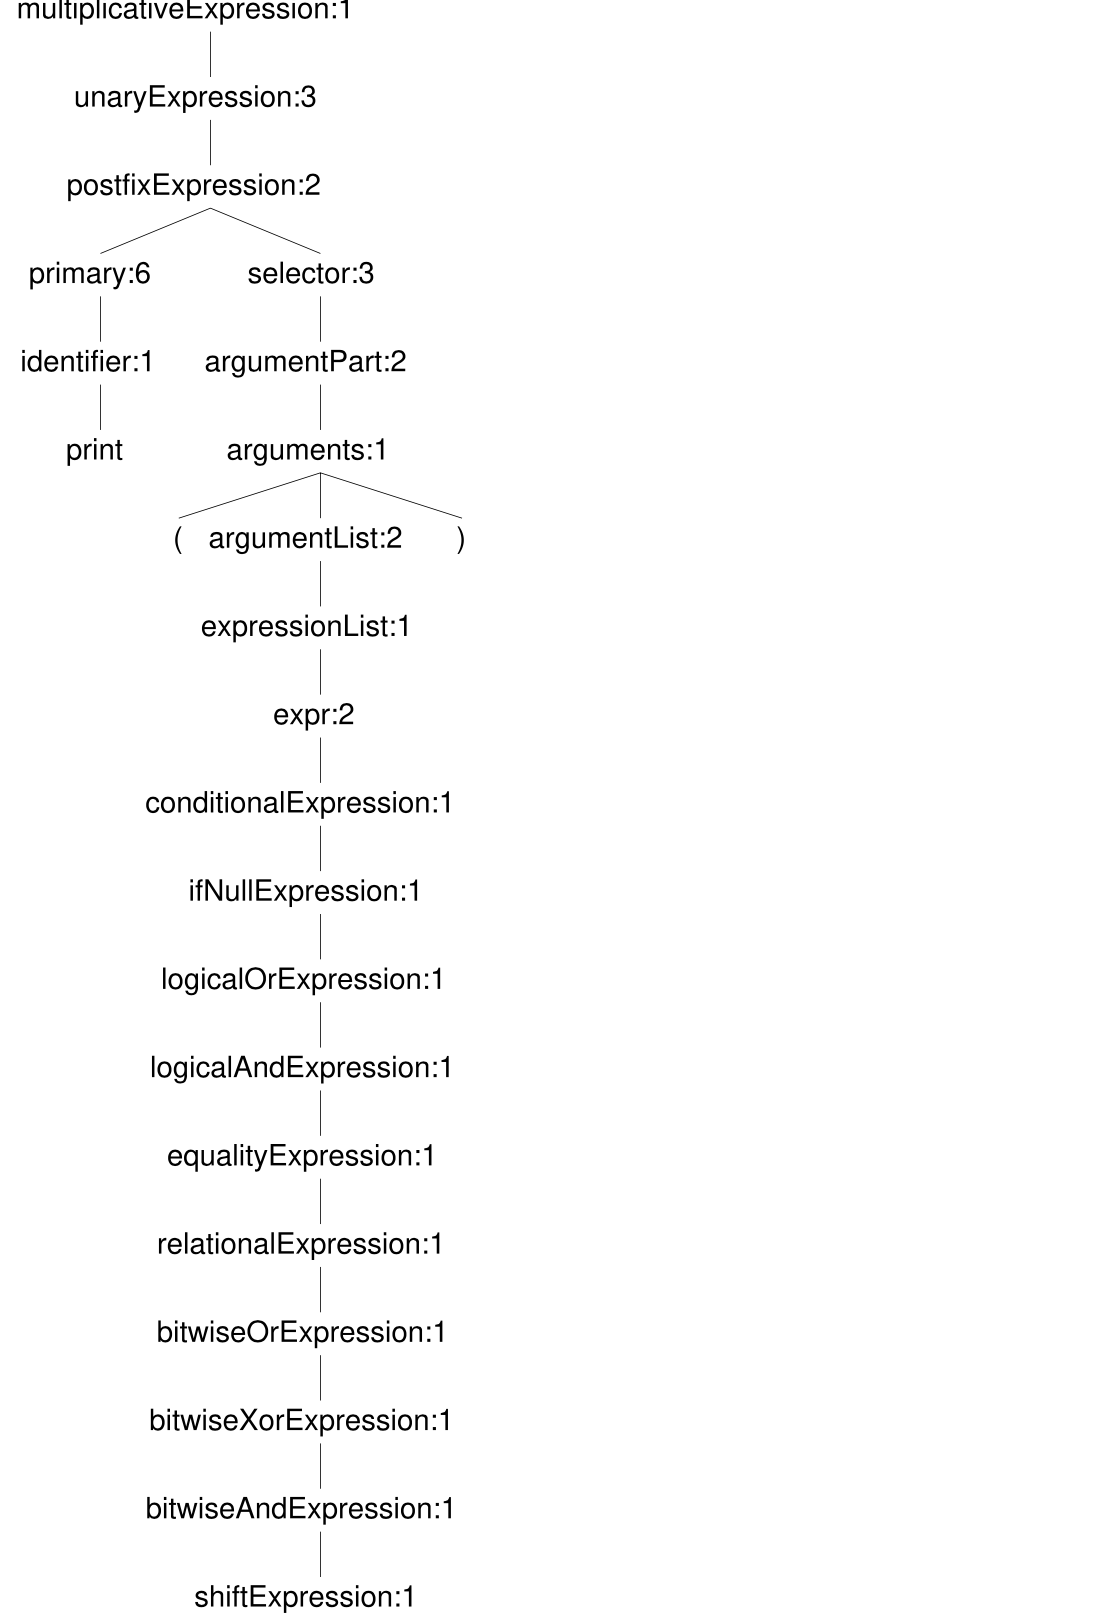 multiplicativeExpression:1
unaryExpression:3
postfixExpression:2
primary:6 selector:3
identifier:1 argumentPart:2
print arguments:1
( argumentList:2 )
expressionList:1
expr:2
conditionalExpression:1
ifNullExpression:1
logicalOrExpression:1
logicalAndExpression:1
equalityExpression:1
relationalExpression:1
bitwiseOrExpression:1
bitwiseXorExpression:1
bitwiseAndExpression:1
shiftExpression:1